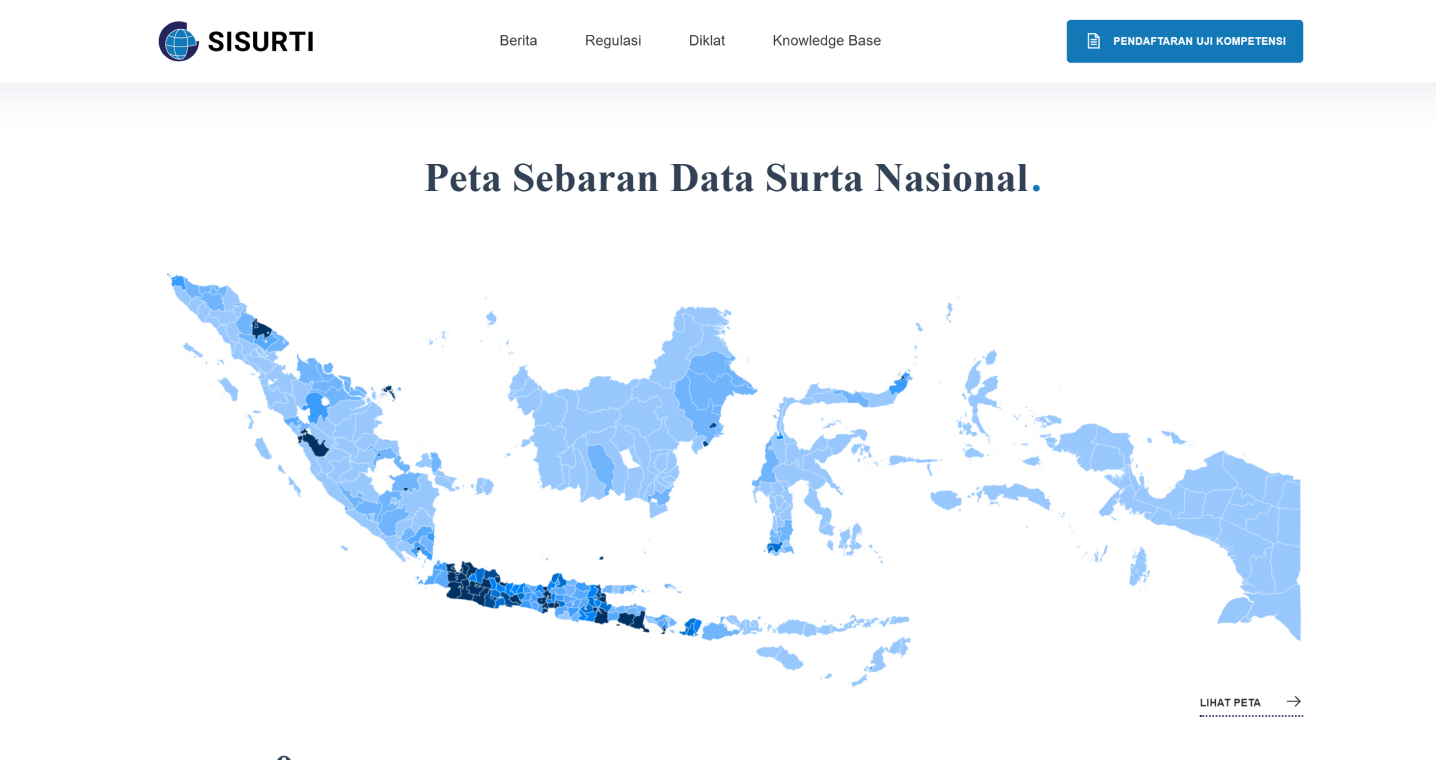 SISURTI
Berita
Regulasi
Diklat
Knowledge Base
PENDAFTARAN UJI KOMPETENSI
Peta Sebaran Data Surta Nasional.
LIHAT PETA